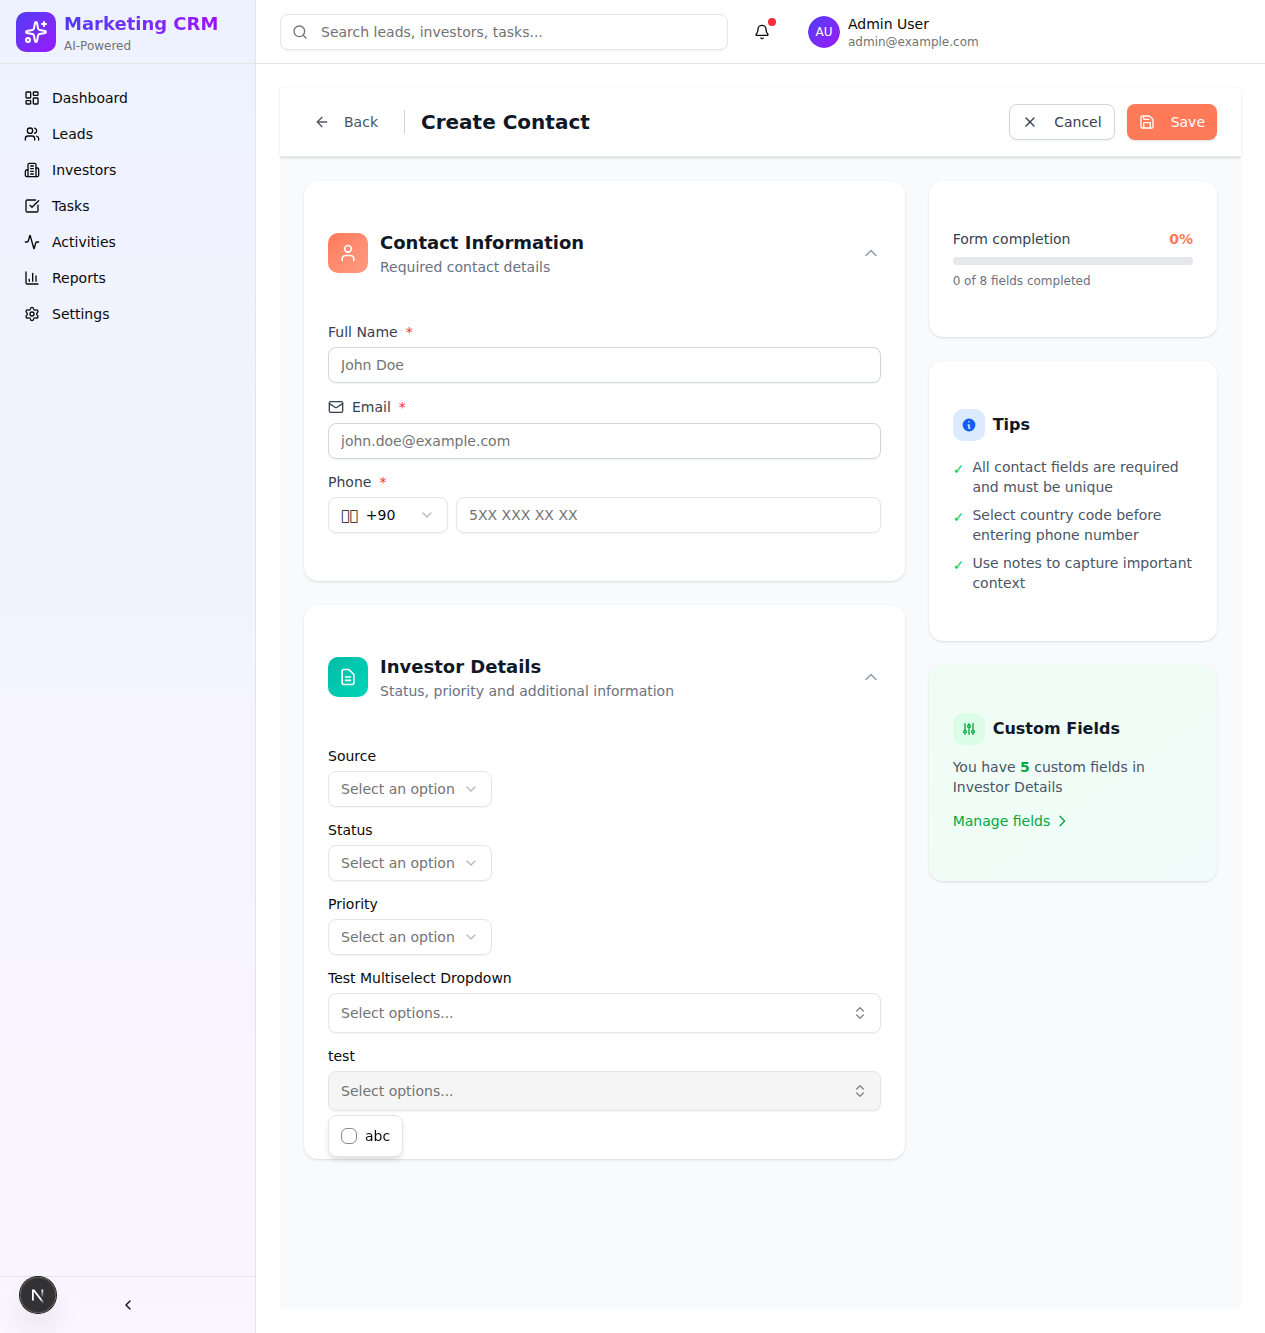 Marketing CRM
AI-Powered
Search leads, investors, tasks...
AU
Admin User
admin@example.com
Dashboard
Leads
Investors
Tasks
Activities
Reports
Settings
Back
Create Contact
Cancel
Save
Contact Information
Required contact details
Full Name *
John Doe
Email *
john.doe@example.com
Phone *
+90
5XX XXX XX XX
Investor Details
Status, priority and additional information
Source
Select an option
Status
Select an option
Priority
Select an option
Test Multiselect Dropdown
Select options...
test
Select options...
abc
Form completion
0%
0 of 8 fields completed
Tips
✓ All contact fields are required
and must be unique
✓ Select country code before
entering phone number
✓ Use notes to capture important
context
Custom Fields
You have 5 custom fields in
Investor Details
Manage fields
N